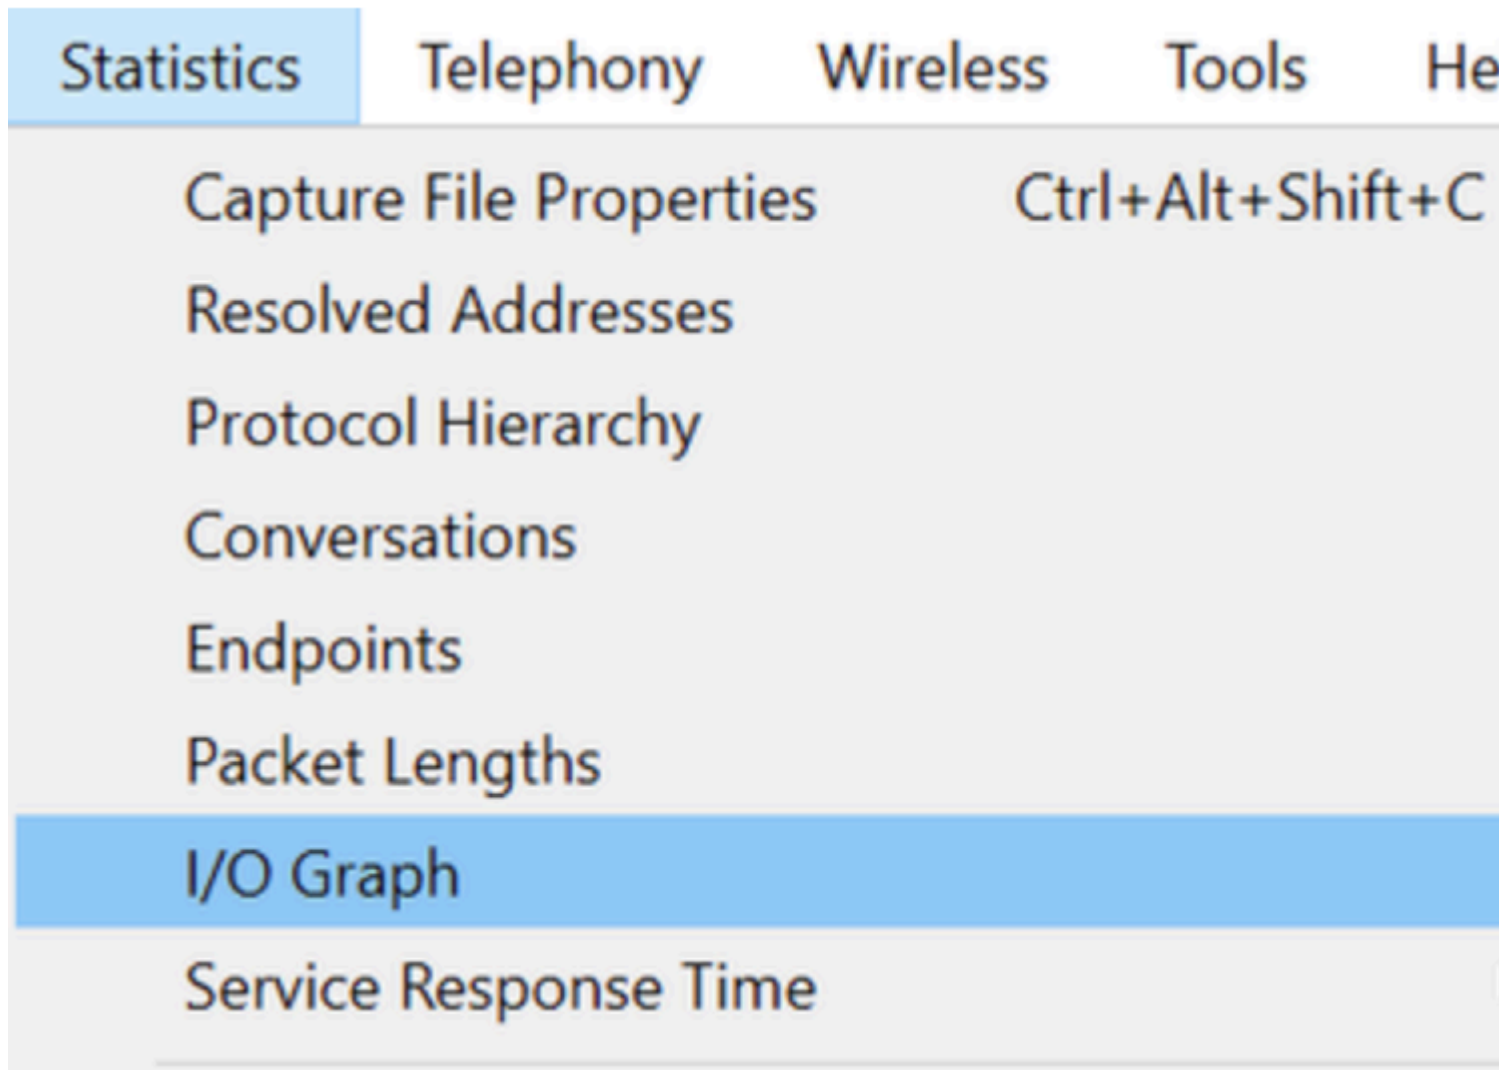 Statistics Telephony Wireless Tools He
Capture File Properties Ctrl+Alt+Shift+C
Resolved Addresses
Protocol Hierarchy
Conversations
Endpoints
Packet Lengths
I/O Graph
Service Response Time